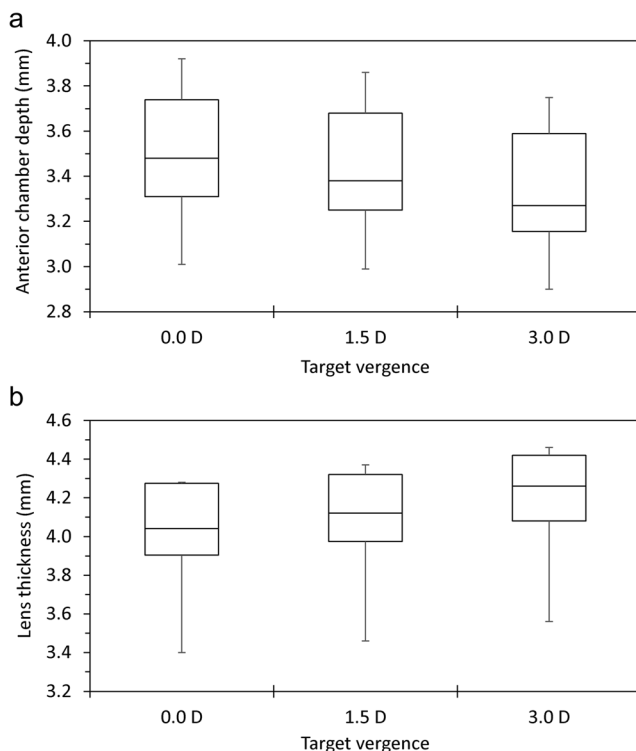 a
Anterior chamber depth (mm)
4.0
3.8
3.6
3.4
3.2
3.0
2.8
0.0 D 1.5 D 3.0 D
Target vergence
b
Lens thickness (mm)
4.6
4.4
4.2
4.0
3.8
3.6
3.4
3.2
0.0 D 1.5 D 3.0 D
Target vergence